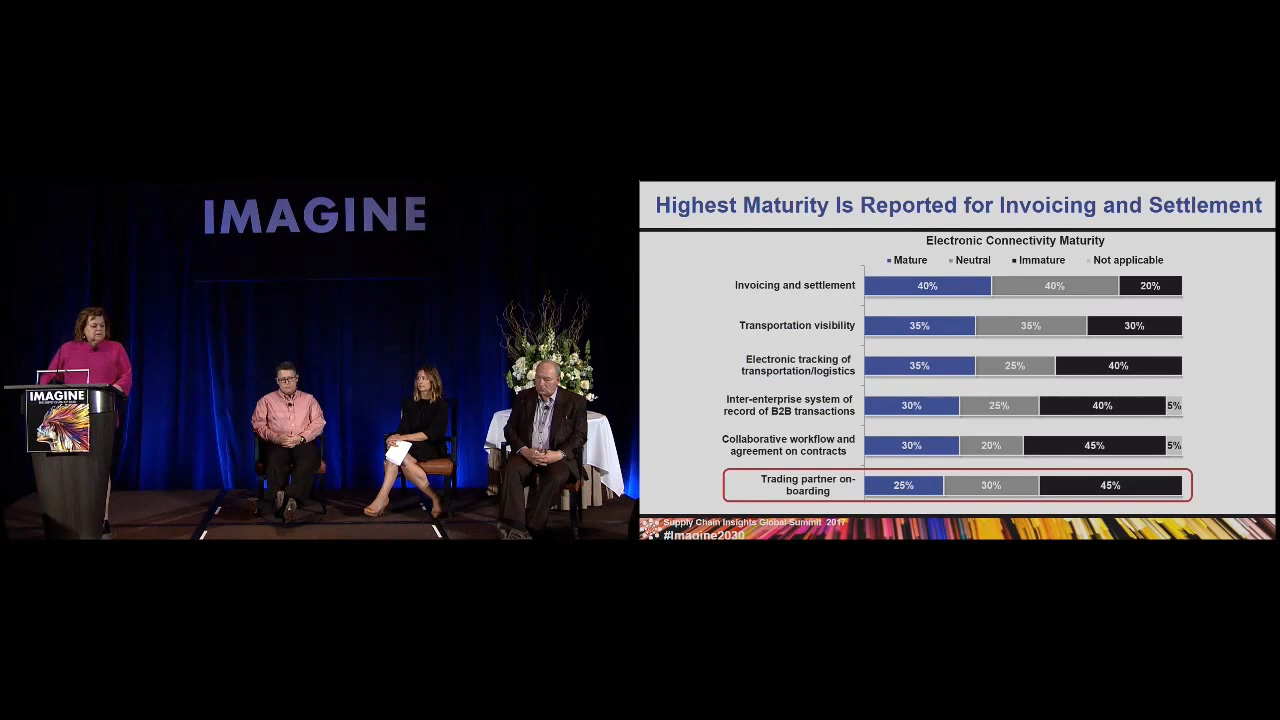 IMAGINE
IMAGINE
Highest Maturity Is Reported for Invoicing and Settlement
Electronic Connectivity Maturity
Mature Neutral Immature Not applicable
Invoicing and settlement 40% 40% 20%
Transportation visibility 35% 35% 30%
Electronic tracking of
transportation/logistics 35% 25% 40%
Inter-enterprise system of
record of B2B transactions 30% 25% 40% 5%
Collaborative workflow and
agreement on contracts 30% 20% 45% 5%
Trading partner on-
boarding 25% 30% 45%
Supply Chain Insights Global Summit 2017
#Imagine2030